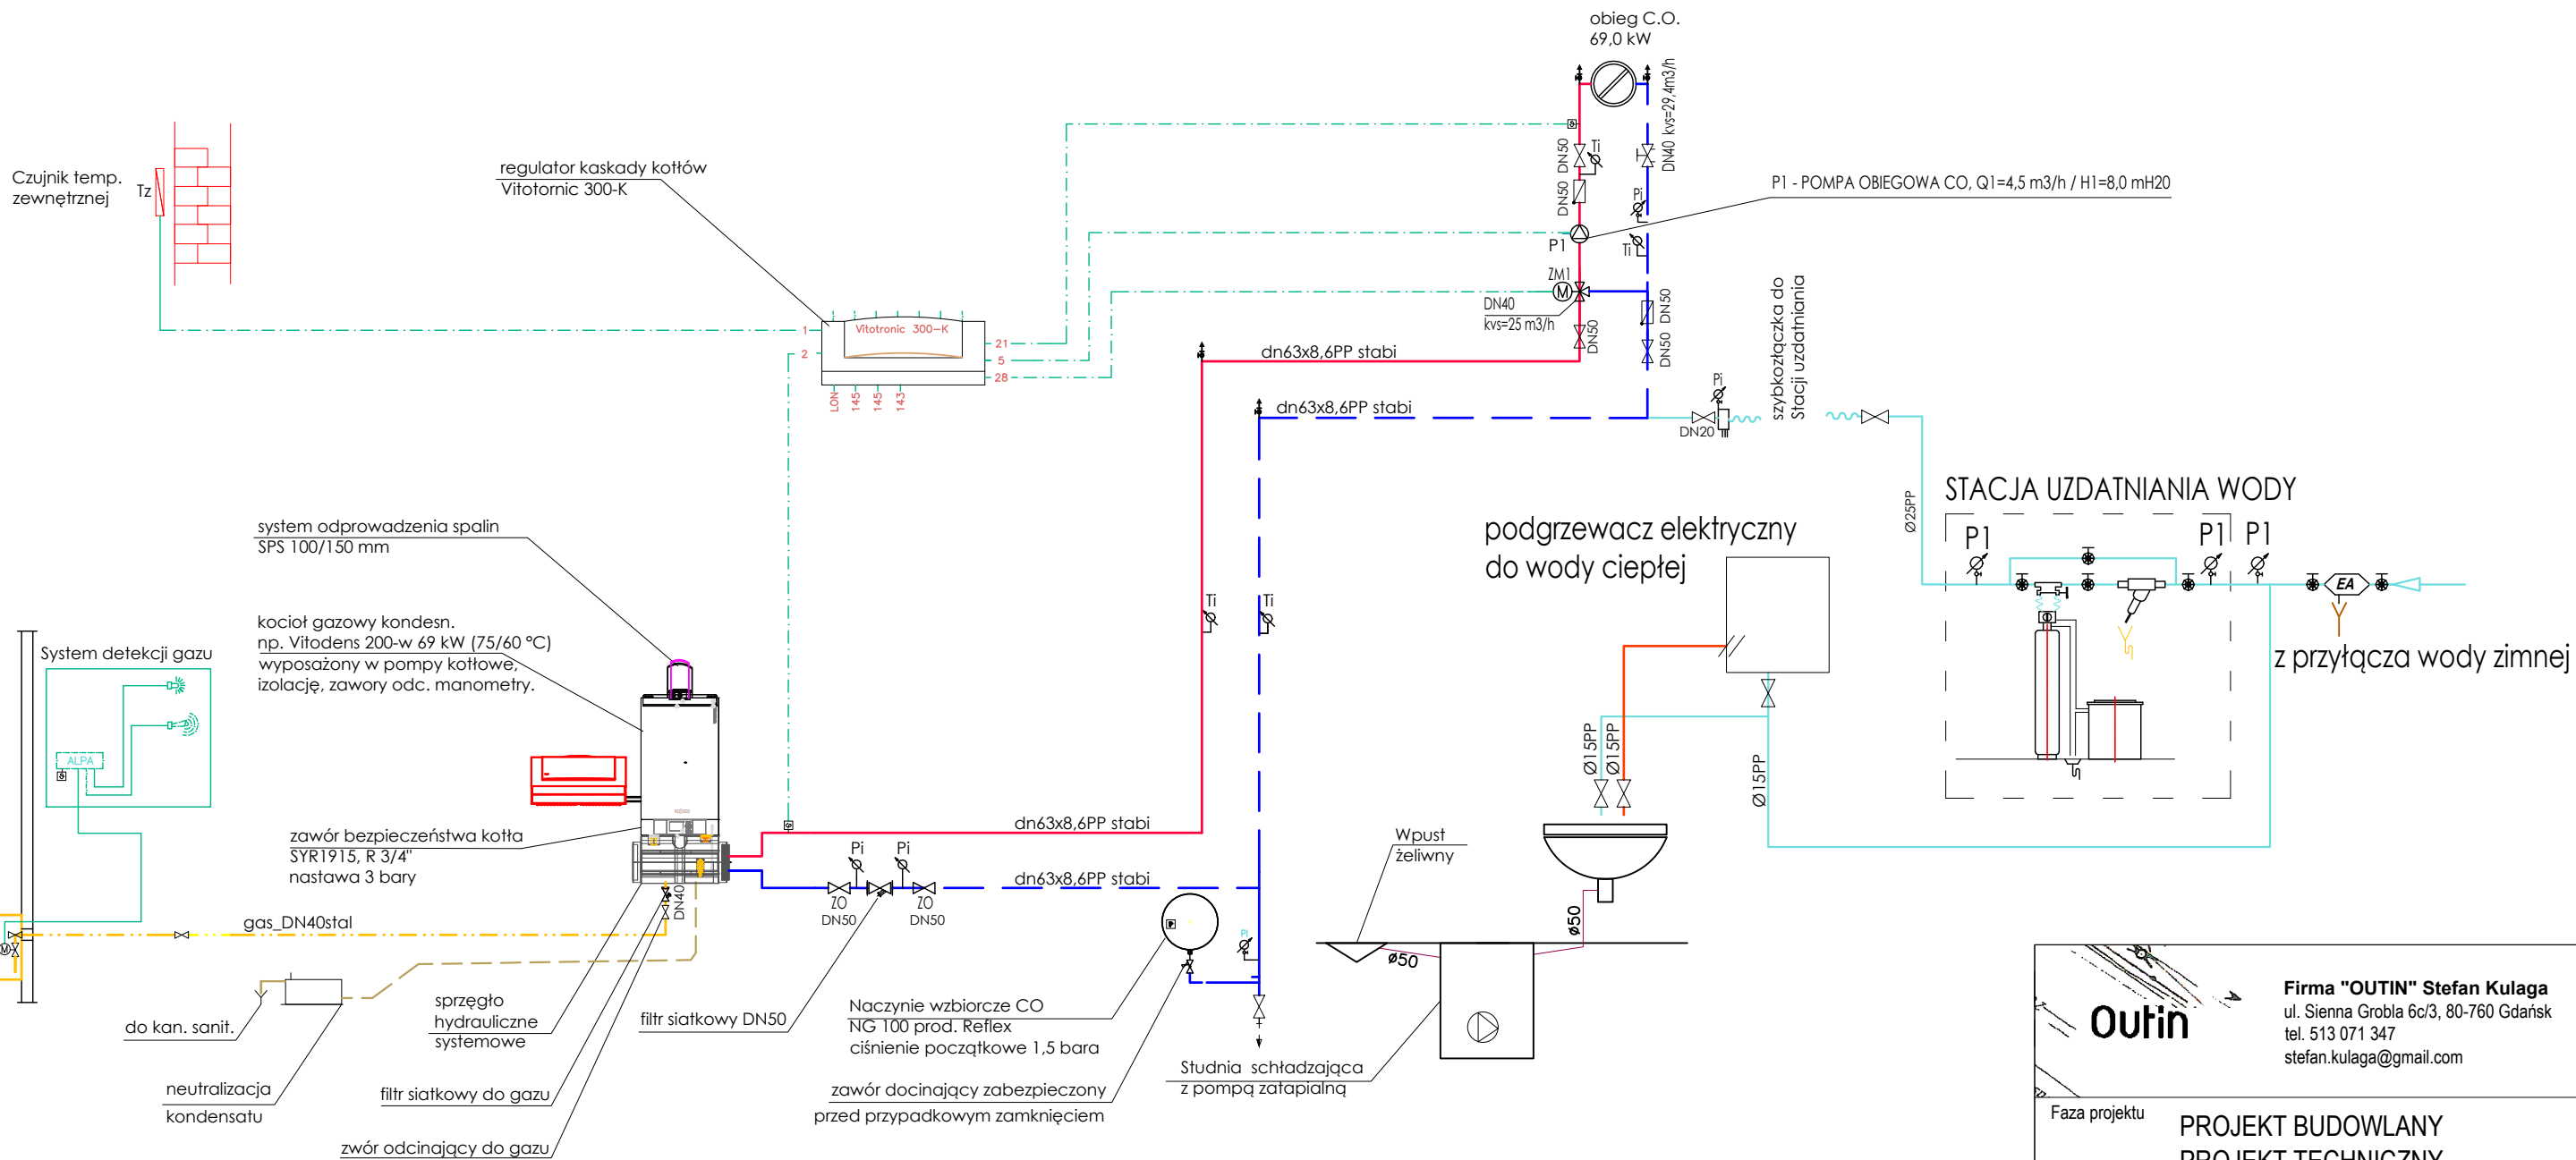 obieg C.O.
69,0 kW
DN40 kvs=29,4m3/h
Czujnik temp.
zewnętrznej
Tz
regulator kaskady kotłów
Vitotornic 300-K
DN50
Ti
DN50
Pi
P1 - POMPA OBIEGOWA CO, Q1=4,5 m3/h / H1=8,0 mH20
P1
Ti
ZM1
M
DN40
kvs=25 m3/h
DN50
DN50
DN50
szybkozłączka do
Stacji uzdatniania
Vitotronic 300-K
1
2
21
5
28
LON
145
145
143
dn63x8,6PP stabi
dn63x8,6PP stabi
Pi
DN20
STACJA UZDATNIANIA WODY
Ø25PP
P1
P1
P1
EA
z przyłącza wody zimnej
podgrzewacz elektryczny
do wody ciepłej
system odprowadzenia spalin
SPS 100/150 mm
kocioł gazowy kondesn.
np. Vitodens 200-w 69 kW (75/60 °C)
wyposażony w pompy kotłowe,
izolację, zawory odc. manometry.
System detekcji gazu
ALPA
Ti
Ti
Ø15PP
Ø15PP
Ø15PP
zawór bezpieczeństwa kotła
SYR1915, R 3/4"
nastawa 3 bary
dn63x8,6PP stabi
Pi
Pi
dn63x8,6PP stabi
ZO
DN50
ZO
DN50
DN40
Wpust
żeliwny
gas_DN40stal
M
PI
ø50
ø50
do kan. sanit.
sprzęgło
hydrauliczne
systemowe
filtr siatkowy DN50
Naczynie wzbiorcze CO
NG 100 prod. Reflex
ciśnienie początkowe 1,5 bara
neutralizacja
kondensatu
filtr siatkowy do gazu
zawór docinający zabezpieczony
przed przypadkowym zamknięciem
Studnia schładzająca
z pompą zatapialną
zwór odcinający do gazu
Outin
Firma "OUTIN" Stefan Kulaga
ul. Sienna Grobla 6c/3, 80-760 Gdańsk
tel. 513 071 347
stefan.kulaga@gmail.com
Faza projektu
PROJEKT BUDOWLANY
PROJEKT TECHNICZNY